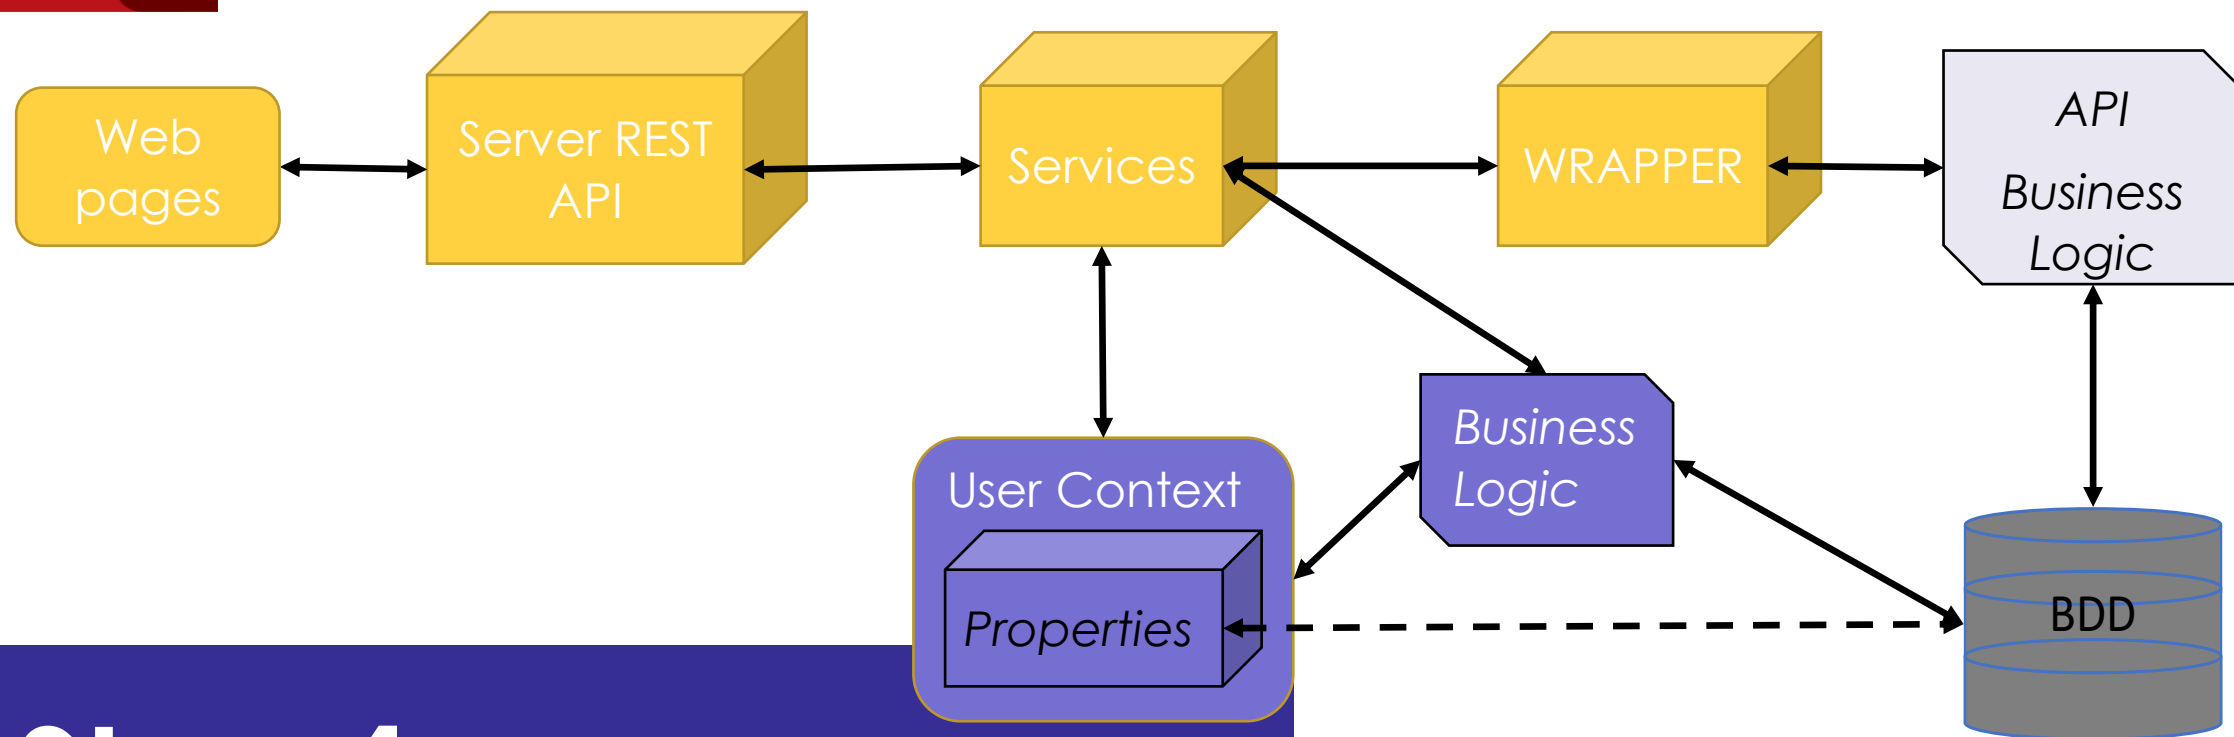 Web
pages
Server REST
API
Services
WRAPPER
API
Business
Logic
Business
Logic
User Context
Properties
BDD